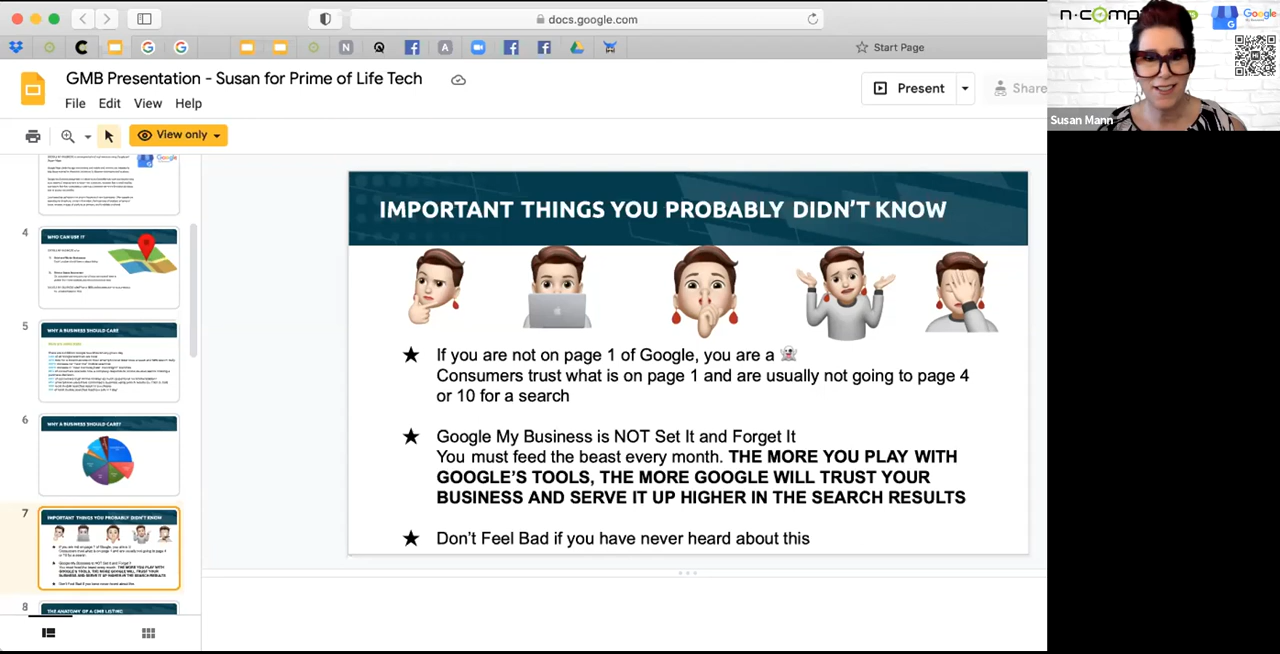 docs.google.com
Start Page
GMB Presentation - Susan for Prime of Life Tech
File Edit View Help
Present
Share
View only
4
WHO CAN USE IT
5
WHY A BUSINESS SHOULD CARE
6
WHY A BUSINESS SHOULD CARE?
7
IMPORTANT THINGS YOU PROBABLY DIDN'T KNOW
8
THE ANATOMY OF A GMB LISTING
IMPORTANT THINGS YOU PROBABLY DIDN'T KNOW
★ If you are not on page 1 of Google, you are
Consumers trust what is on page 1 and are usually not going to page 4
or 10 for a search
★ Google My Business is NOT Set It and Forget It
You must feed the beast every month. THE MORE YOU PLAY WITH
GOOGLE'S TOOLS, THE MORE GOOGLE WILL TRUST YOUR
BUSINESS AND SERVE IT UP HIGHER IN THE SEARCH RESULTS
★ Don't Feel Bad if you have never heard about this
n·comp
Google
Susan Mann